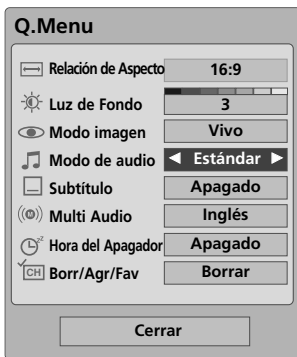 Q.Menu
Relación de Aspecto 16:9
Luz de Fondo 3
Modo imagen Vivo
Modo de audio ◄ Estándar ►
Subtítulo Apagado
Multi Audio Inglés
Hora del Apagador Apagado
CH Borr/Agr/Fav Borrar
Cerrar